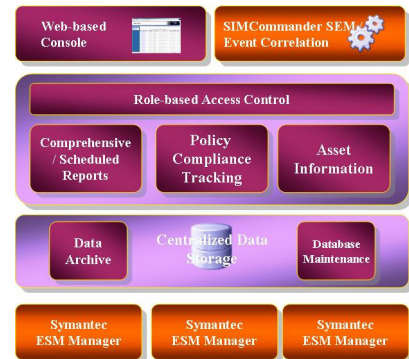 Web-based
Console
SIMCommander SEM /
Event Correlation
Role-based Access Control
Comprehensive
/ Scheduled
Reports
Policy
Compliance
Tracking
Asset
Information
Data
Archive
Centralized Data
Storage
Database
Maintenance
Symantec
ESM Manager
Symantec
ESM Manager
Symantec
ESM Manager